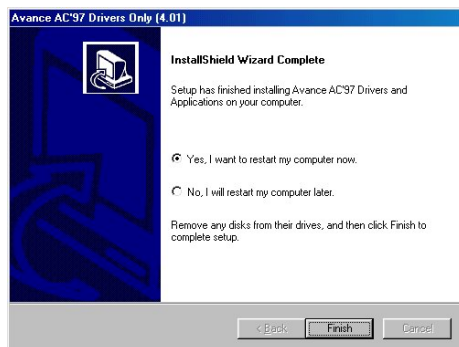 Avance AC'97 Drivers Only (4.01)
InstallShield Wizard Complete
Setup has finished installing Avance AC'97 Drivers and
Applications on your computer.
Yes, I want to restart my computer now.
No, I will restart my computer later.
Remove any disks from their drives, and then click Finish to
complete setup.
< Back Finish Cancel